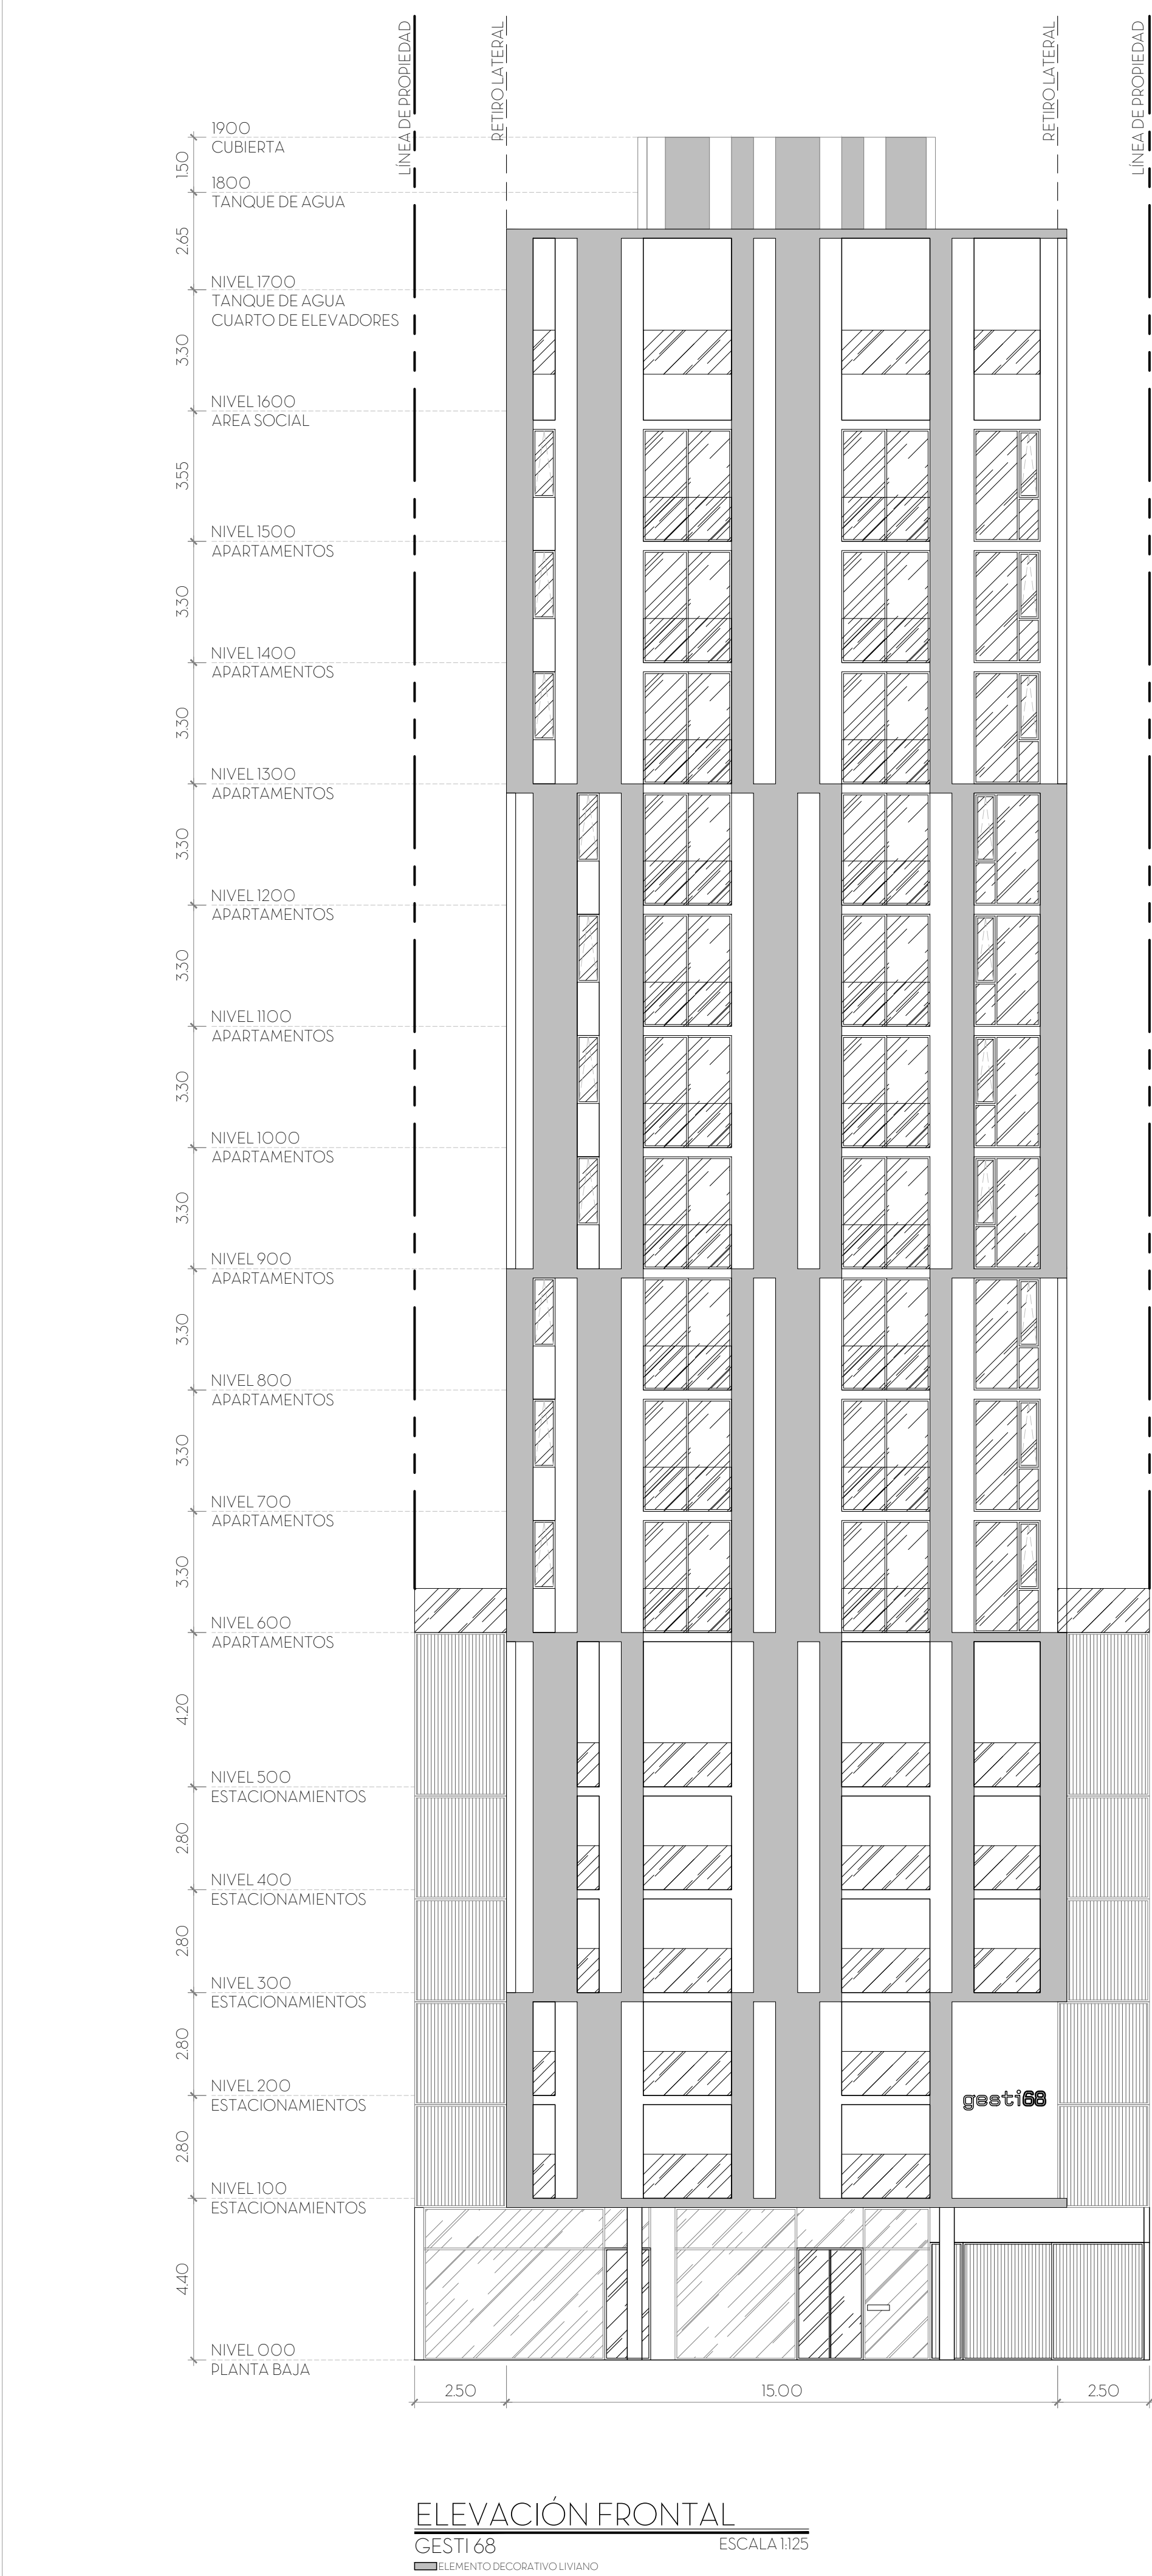 LÍNEA DE PROPIEDAD
RETIRO LATERAL
RETIRO LATERAL
LÍNEA DE PROPIEDAD
1900
CUBIERTA
1.50
1800
TANQUE DE AGUA
2.65
NIVEL 1700
TANQUE DE AGUA
CUARTO DE ELEVADORES
3.30
NIVEL 1600
AREA SOCIAL
3.55
NIVEL 1500
APARTAMENTOS
3.30
NIVEL 1400
APARTAMENTOS
3.30
NIVEL 1300
APARTAMENTOS
3.30
NIVEL 1200
APARTAMENTOS
3.30
NIVEL 1100
APARTAMENTOS
3.30
NIVEL 1000
APARTAMENTOS
3.30
NIVEL 900
APARTAMENTOS
3.30
NIVEL 800
APARTAMENTOS
3.30
NIVEL 700
APARTAMENTOS
3.30
NIVEL 600
APARTAMENTOS
4.20
NIVEL 500
ESTACIONAMIENTOS
2.80
NIVEL 400
ESTACIONAMIENTOS
2.80
NIVEL 300
ESTACIONAMIENTOS
2.80
NIVEL 200
ESTACIONAMIENTOS
gesti68
2.80
NIVEL 100
ESTACIONAMIENTOS
4.40
NIVEL 000
PLANTA BAJA
2.50 15.00 2.50
ELEVACIÓN FRONTAL
GESTI 68 ESCALA 1:125
ELEMENTO DECORATIVO LIVIANO